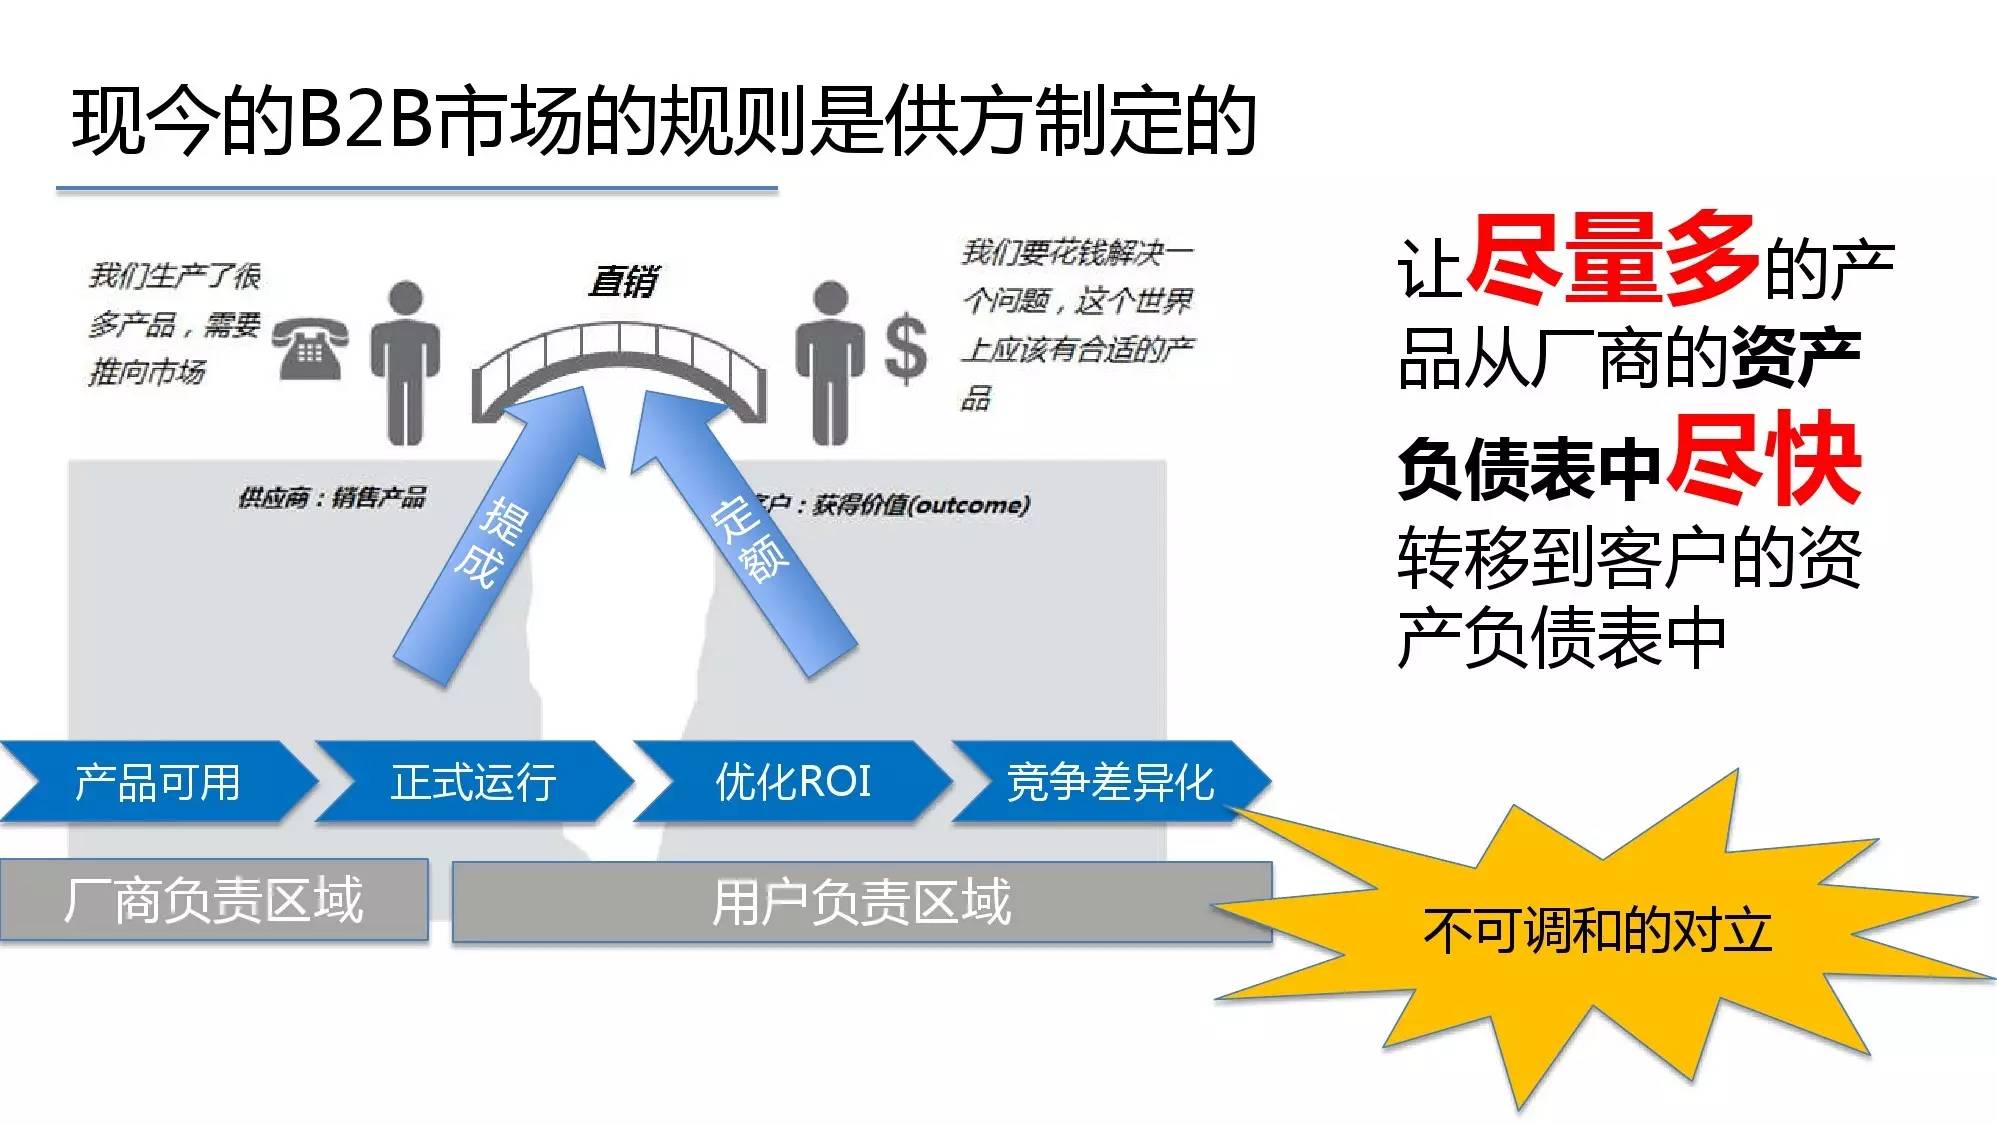 现今的B2B市场的规则是供方制定的
我们生产了很
多产品，需要
推向市场
直销
我们要花钱解决一
个问题，这个世界
上应该有合适的产
品
$
供应商：销售产品
户：获得价值(outcome)
提成
定额
产品可用
正式运行
优化ROI
竞争差异化
厂商负责区域
用户负责区域
让尽量多的产
品从厂商的资产
负债表中尽快
转移到客户的资
产负债表中
不可调和的对立